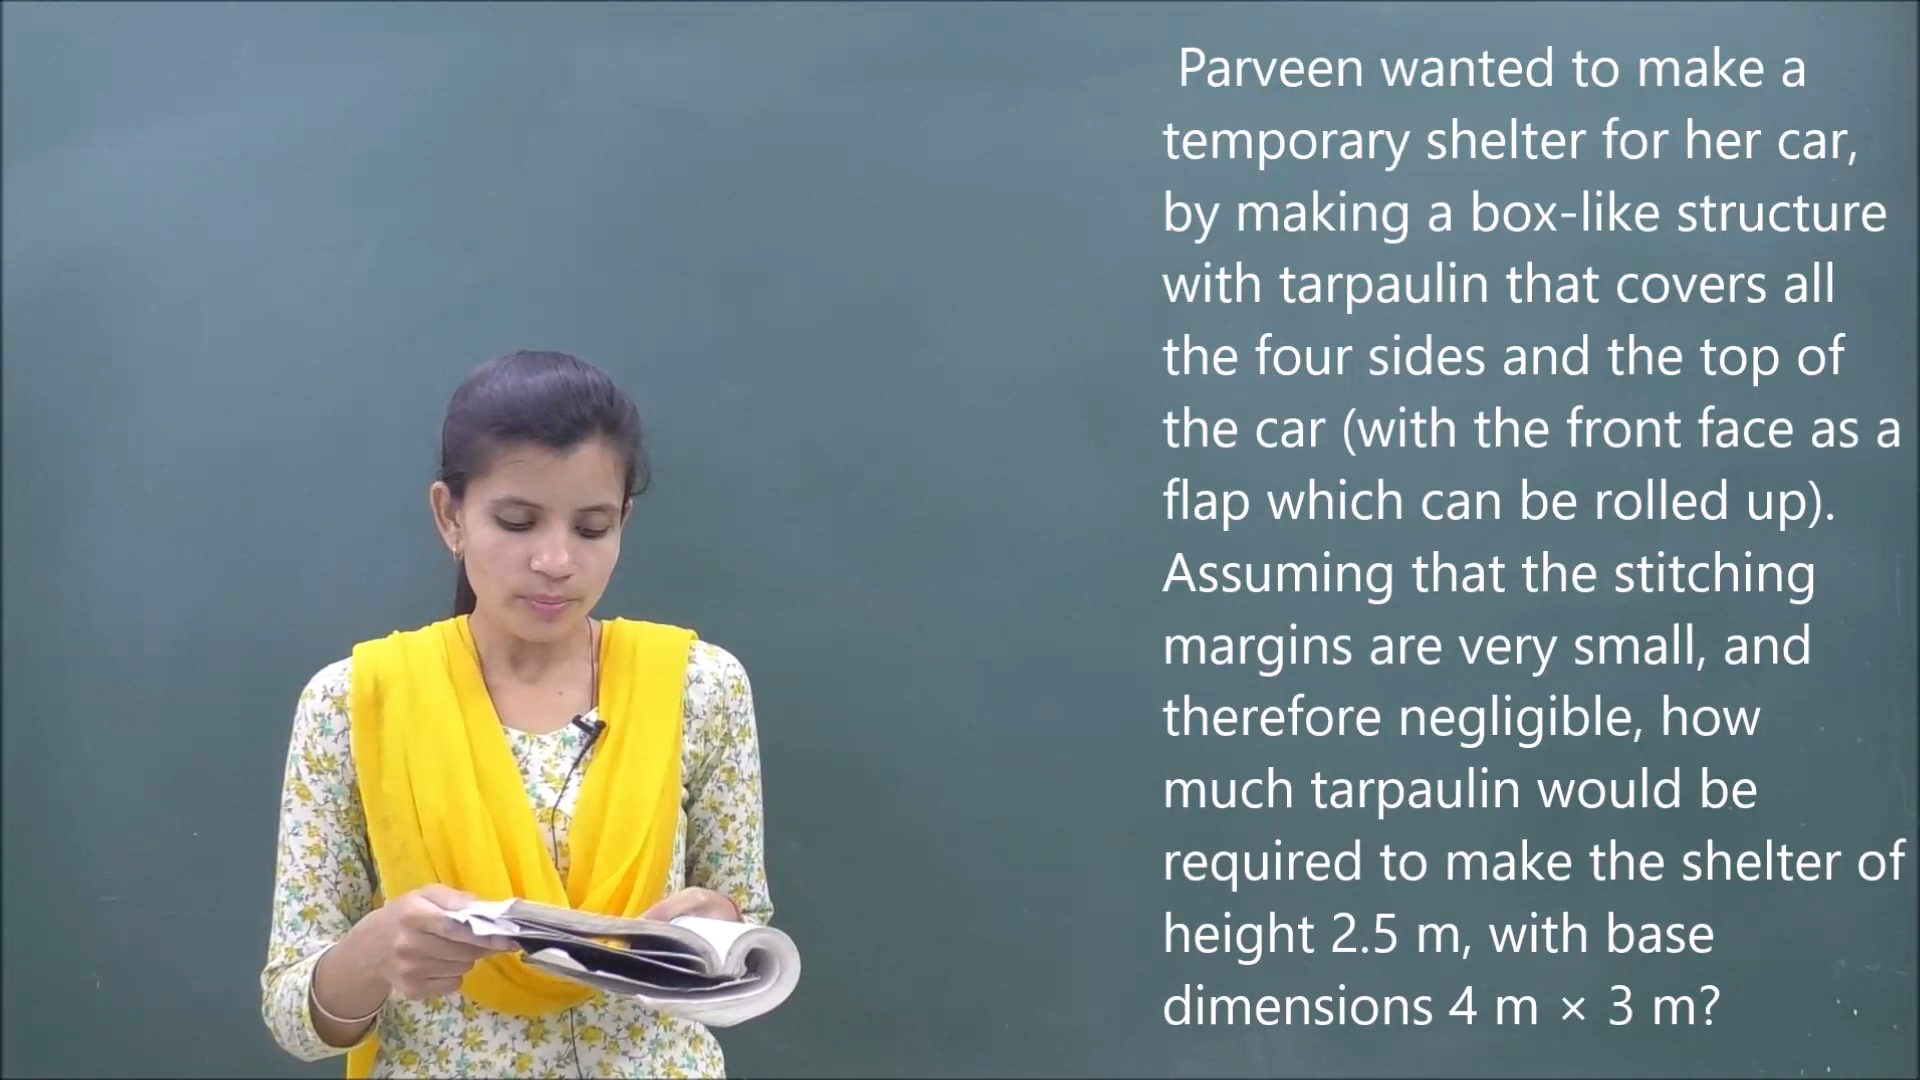 Parveen wanted to make a
temporary shelter for her car,
by making a box-like structure
with tarpaulin that covers all
the four sides and the top of
the car (with the front face as a
flap which can be rolled up).
Assuming that the stitching
margins are very small, and
therefore negligible, how
much tarpaulin would be
required to make the shelter of
height 2.5 m, with base
dimensions 4 m × 3 m?